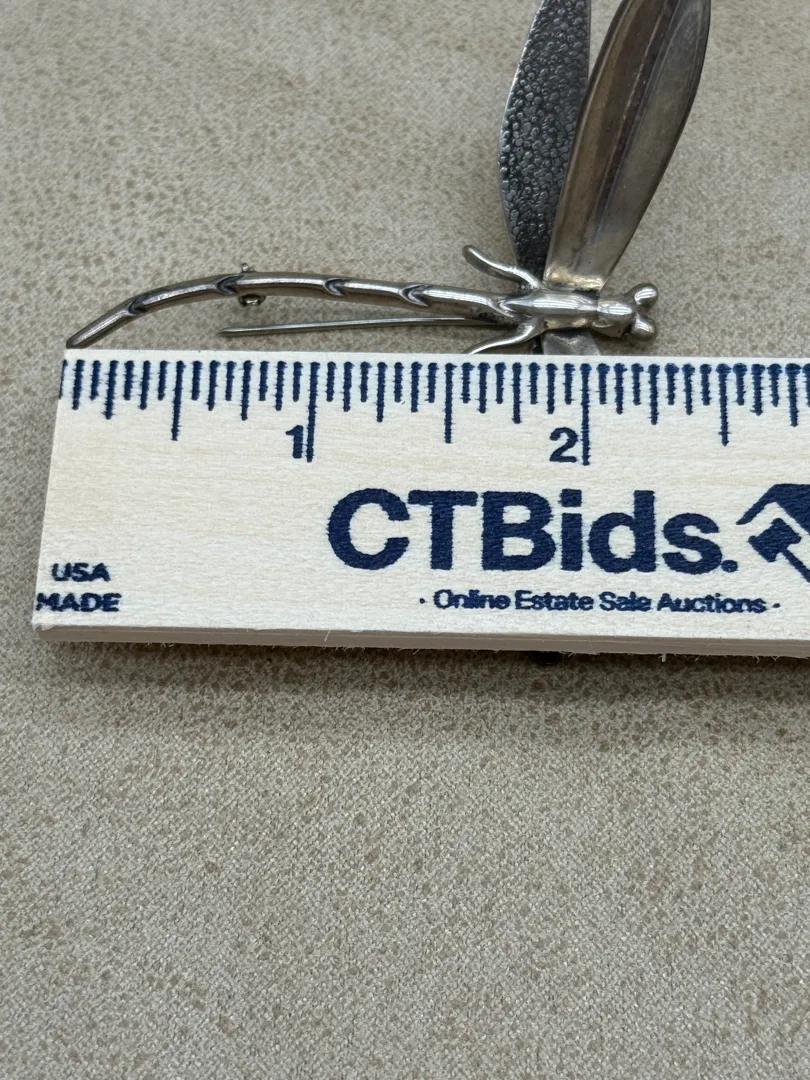 1 2
CTBids.
USA
MADE
· Online Estate Sale Auctions ·